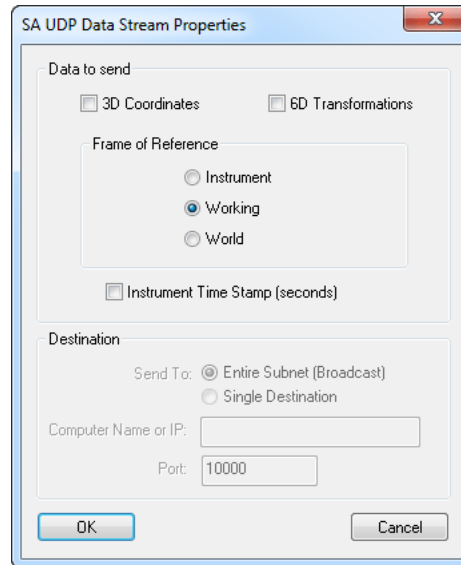 SA UDP Data Stream Properties
Data to send
3D Coordinates 6D Transformations
Frame of Reference
Instrument
Working
World
Instrument Time Stamp (seconds)
Destination
Send To: Entire Subnet (Broadcast)
Single Destination
Computer Name or IP:
Port: 10000
OK Cancel